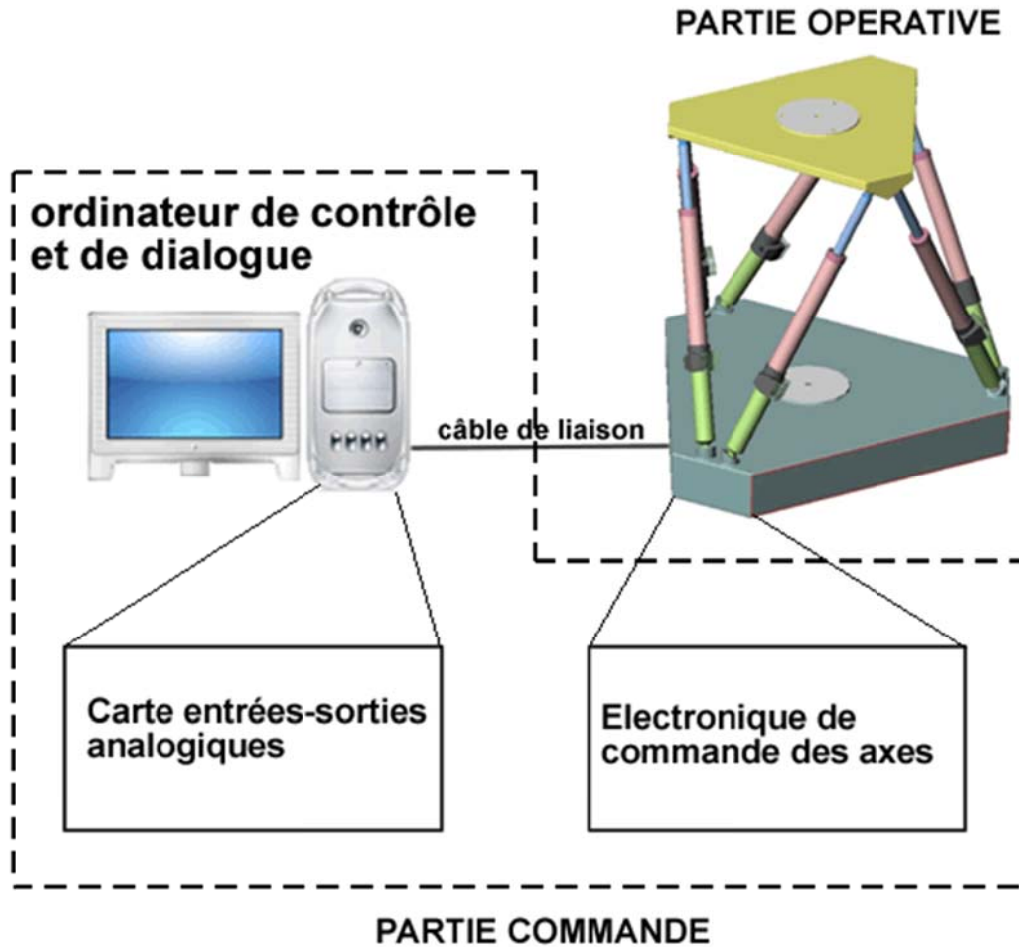 PARTIE OPERATIVE
ordinateur de contrôle
et de dialogue
câble de liaison
Carte entrées-sorties
analogiques
Electronique de
commande des axes
PARTIE COMMANDE